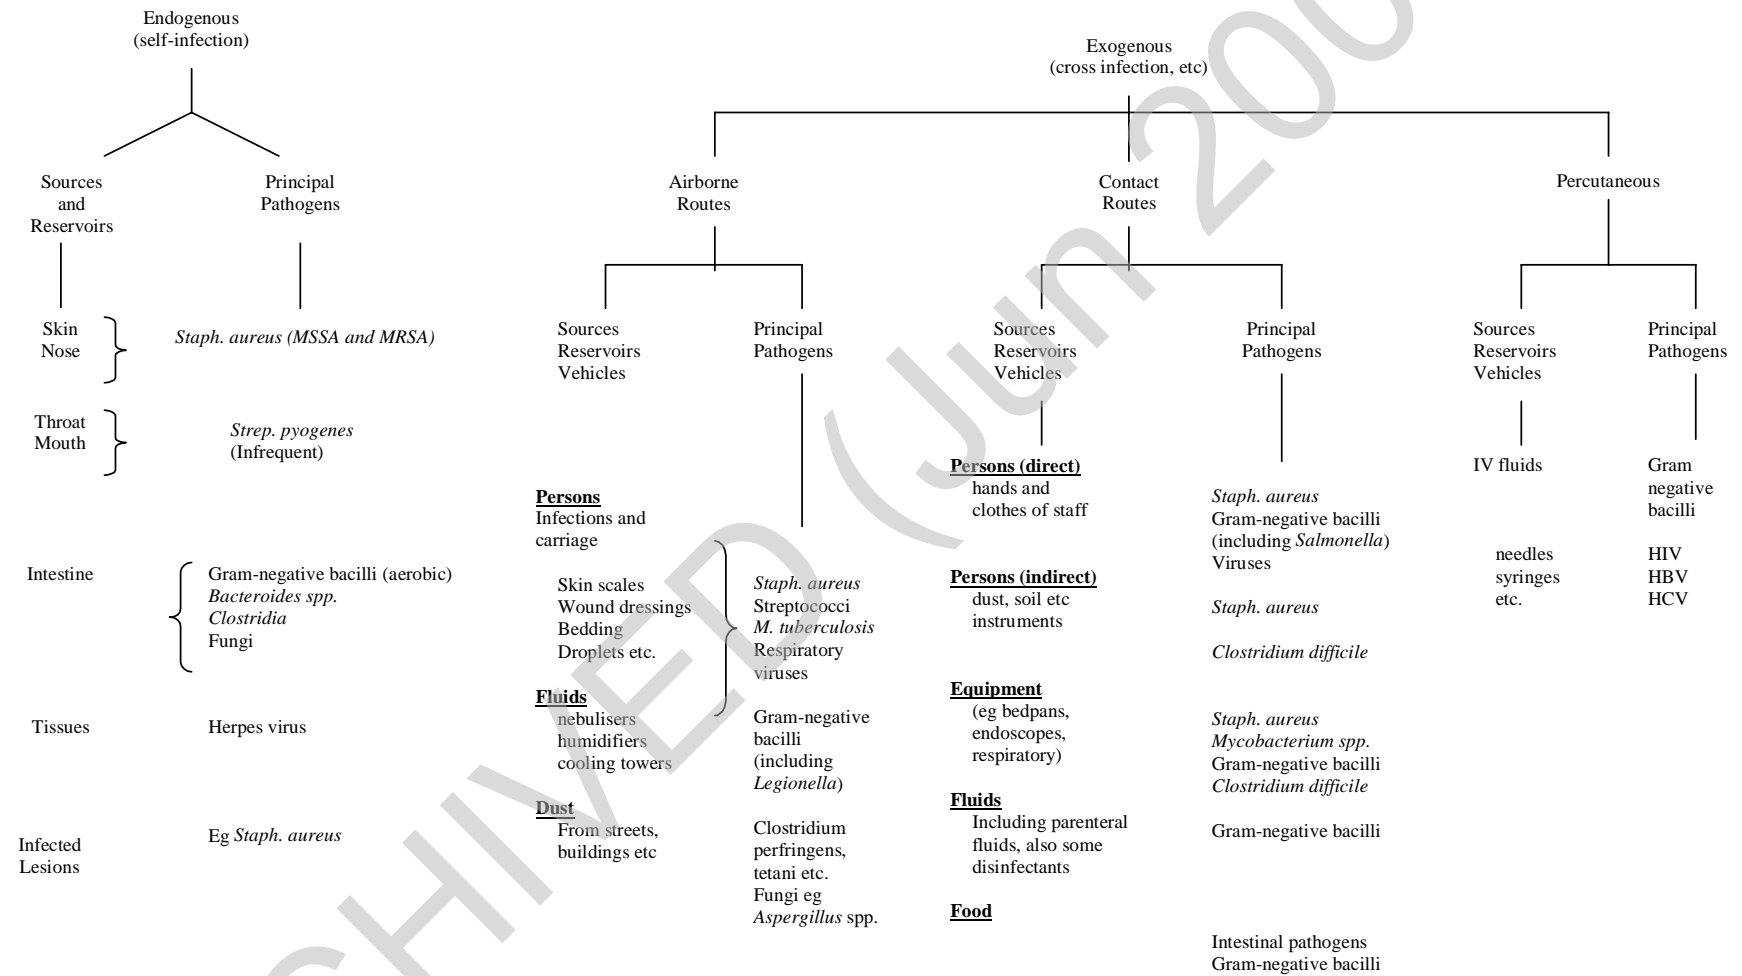 Endogenous
(self-infection)
Sources
and
Reservoirs
Principal
Pathogens
Skin
Nose
Staph. aureus (MSSA and MRSA)
Throat
Mouth
Strep. pyogenes
(Infrequent)
Intestine
Gram-negative bacilli (aerobic)
Bacteroides spp.
Clostridia
Fungi
Tissues
Herpes virus
Infected
Lesions
Eg Staph. aureus
Exogenous
(cross infection, etc)
Airborne
Routes
Sources
Reservoirs
Vehicles
Persons
Infections and
carriage
Skin scales
Wound dressings
Bedding
Droplets etc.
Fluids
nebulisers
humidifiers
cooling towers
Dust
From streets,
buildings etc
Principal
Pathogens
Staph. aureus
Streptococci
M. tuberculosis
Respiratory
viruses
Gram-negative
bacilli
(including
Legionella)
Clostridium
perfringens,
tetani etc.
Fungi eg
Aspergillus spp.
Contact
Routes
Sources
Reservoirs
Vehicles
Persons (direct)
hands and
clothes of staff
Persons (indirect)
dust, soil etc
instruments
Equipment
(eg bedpans,
endoscopes,
respiratory)
Fluids
Including parenteral
fluids, also some
disinfectants
Food
Principal
Pathogens
Staph. aureus
Gram-negative bacilli
(including Salmonella)
Viruses
Staph. aureus
Clostridium difficile
Staph. aureus
Mycobacterium spp.
Gram-negative bacilli
Clostridium difficile
Gram-negative bacilli
Intestinal pathogens
Gram-negative bacilli
Percutaneous
Sources
Reservoirs
Vehicles
IV fluids
needles
syringes
etc.
Principal
Pathogens
Gram
negative
bacilli
HIV
HBV
HCV
CHIVED (Jun 200